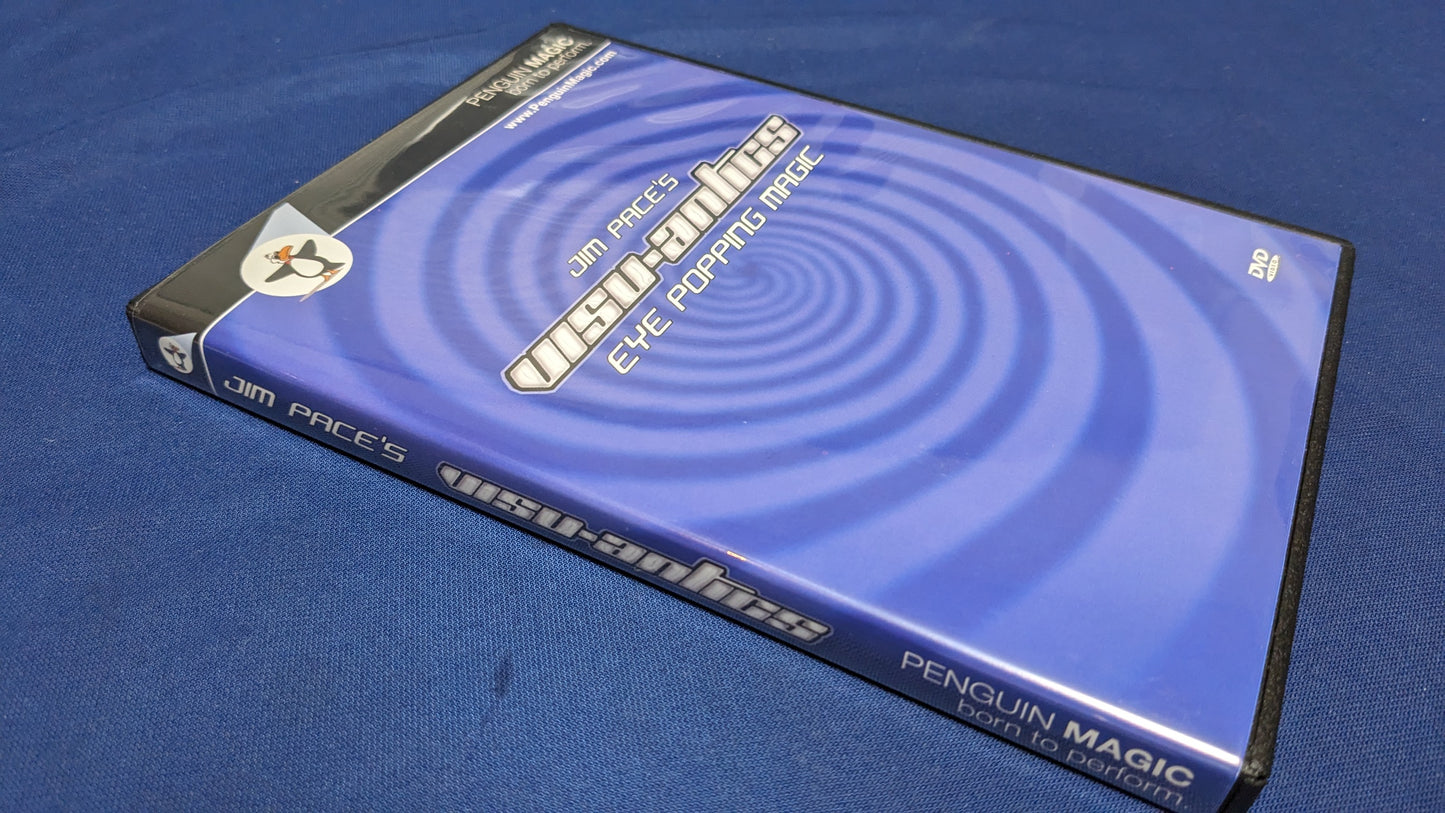 PENGUIN MAGIC
born to perform.
www.PenguinMagic.com
JIM PACE'S
VISU-antics
EYE POPPING MAGIC
DVD
VIDEO
JIM PACE'S
VISU-antics
PENGUIN MAGIC
born to perform.